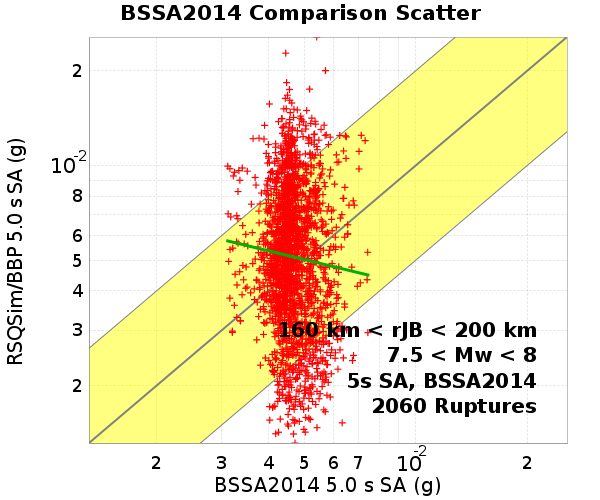 BSSA2014 Comparison Scatter
RSQSim/BBP 5.0 s SA (g)
2
10-2
8
6
5
4
3
2
160 km < rJB < 200 km
7.5 < Mw < 8
5s SA, BSSA2014
2060 Ruptures
2 3 4 5 6 7 10-2 2
BSSA2014 5.0 s SA (g)